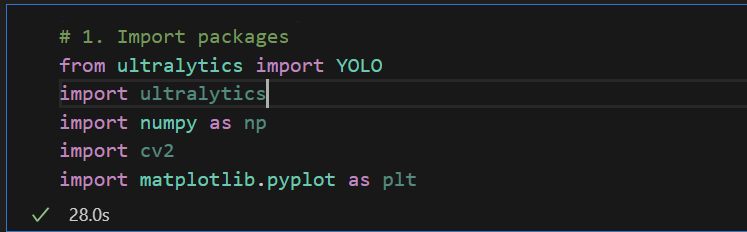 # 1. Import packages
from ultralytics import YOLO
import ultralytics
import numpy as np
import cv2
import matplotlib.pyplot as plt
28.0s